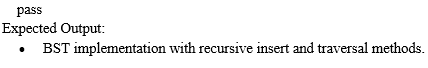 pass
Expected Output:
• BST implementation with recursive insert and traversal methods.